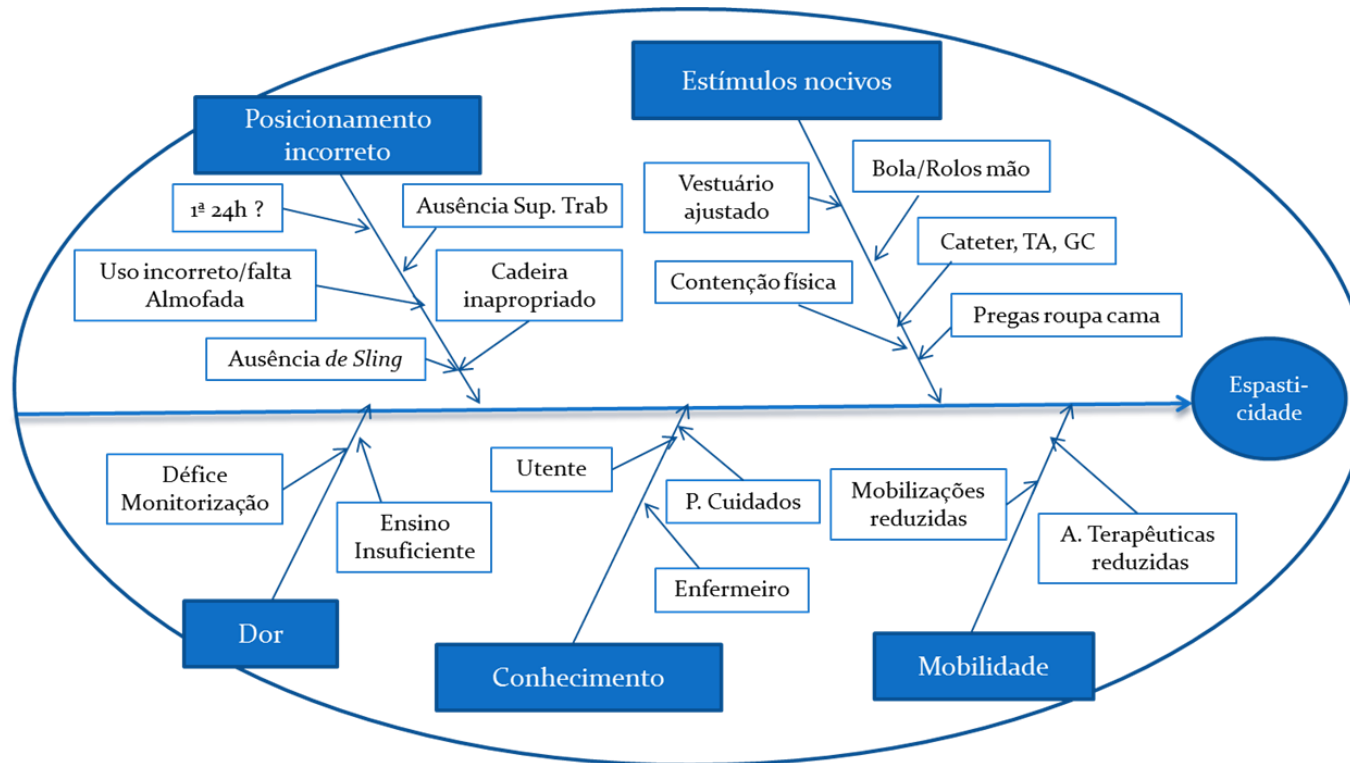 Posicionamento
incorreto
Estímulos nocivos
1ª 24h ?
Ausência Sup. Trab
Uso incorreto/falta
Almofada
Cadeira
inapropriado
Ausência de Sling
Vestuário
ajustado
Bola/Rolos mão
Cateter, TA, GC
Contenção física
Pregas roupa cama
Espasti-
cidade
Défice
Monitorização
Ensino
Insuficiente
Dor
Utente
P. Cuidados
Enfermeiro
Conhecimento
Mobilizações
reduzidas
A. Terapêuticas
reduzidas
Mobilidade